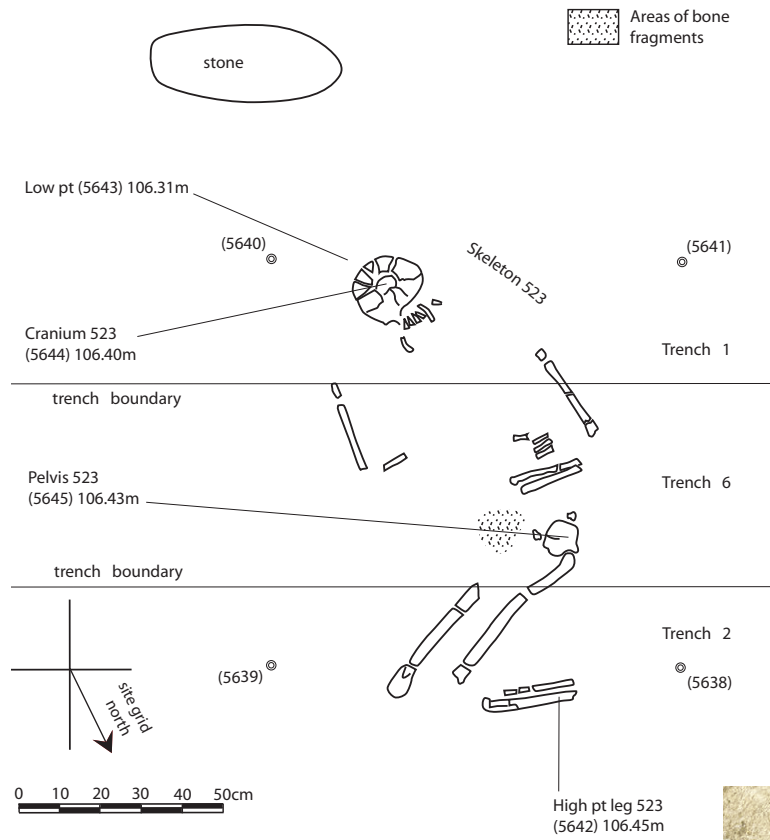 Areas of bone
fragments
stone
Low pt (5643) 106.31m
(5640)
(5641)
Skeleton 523
Cranium 523
(5644) 106.40m
Trench 1
trench boundary
Pelvis 523
(5645) 106.43m
Trench 6
trench boundary
Trench 2
(5639)
(5638)
site grid
north
0 10 20 30 40 50cm
High pt leg 523
(5642) 106.45m